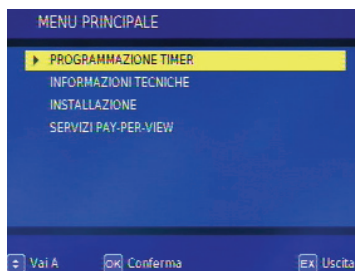 MENU PRINCIPALE
PROGRAMMAZIONE TIMER
INFORMAZIONI TECNICHE
INSTALLAZIONE
SERVIZI PAY-PER-VIEW
Vai A OK Conferma EX Uscita